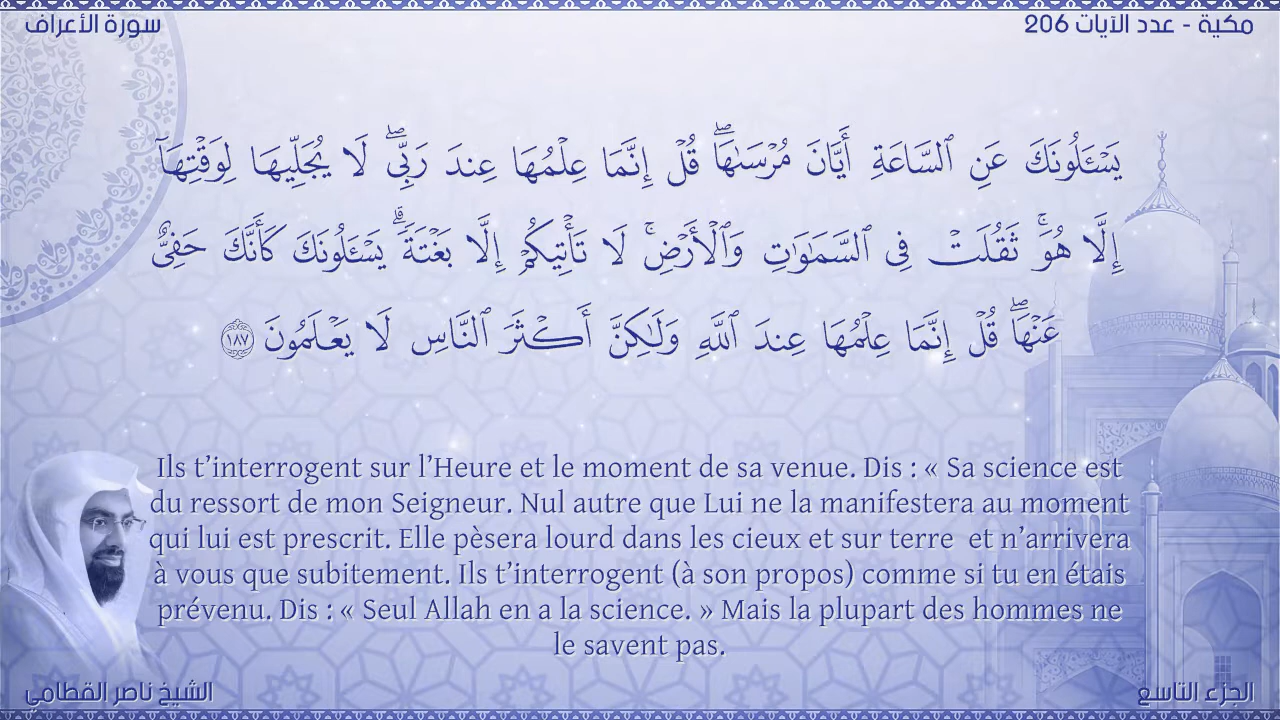 سورة الأعراف
مكية - عدد الآيات 206
يَسْـَٔلُونَكَ عَنِ ٱلسَّاعَةِ أَيَّانَ مُرْسَىٰهَا ۖ قُلْ إِنَّمَا عِلْمُهَا عِندَ رَبِّى ۖ لَا يُجَلِّيهَا لِوَقْتِهَآ
إِلَّا هُوَ ۚ ثَقُلَتْ فِى ٱلسَّمَٰوَٰتِ وَٱلْأَرْضِ ۚ لَا تَأْتِيكُمْ إِلَّا بَغْتَةً ۗ يَسْـَٔلُونَكَ كَأَنَّكَ حَفِىٌّ
عَنْهَا ۖ قُلْ إِنَّمَا عِلْمُهَا عِندَ ٱللَّهِ وَلَٰكِنَّ أَكْثَرَ ٱلنَّاسِ لَا يَعْلَمُونَ ١٨٧
Ils t’interrogent sur l’Heure et le moment de sa venue. Dis : « Sa science est
du ressort de mon Seigneur. Nul autre que Lui ne la manifestera au moment
qui lui est prescrit. Elle pèsera lourd dans les cieux et sur terre et n’arrivera
à vous que subitement. Ils t’interrogent (à son propos) comme si tu en étais
prévenu. Dis : « Seul Allah en a la science. » Mais la plupart des hommes ne
le savent pas.
الشيخ ناصر القطامي
الجزء التاسع